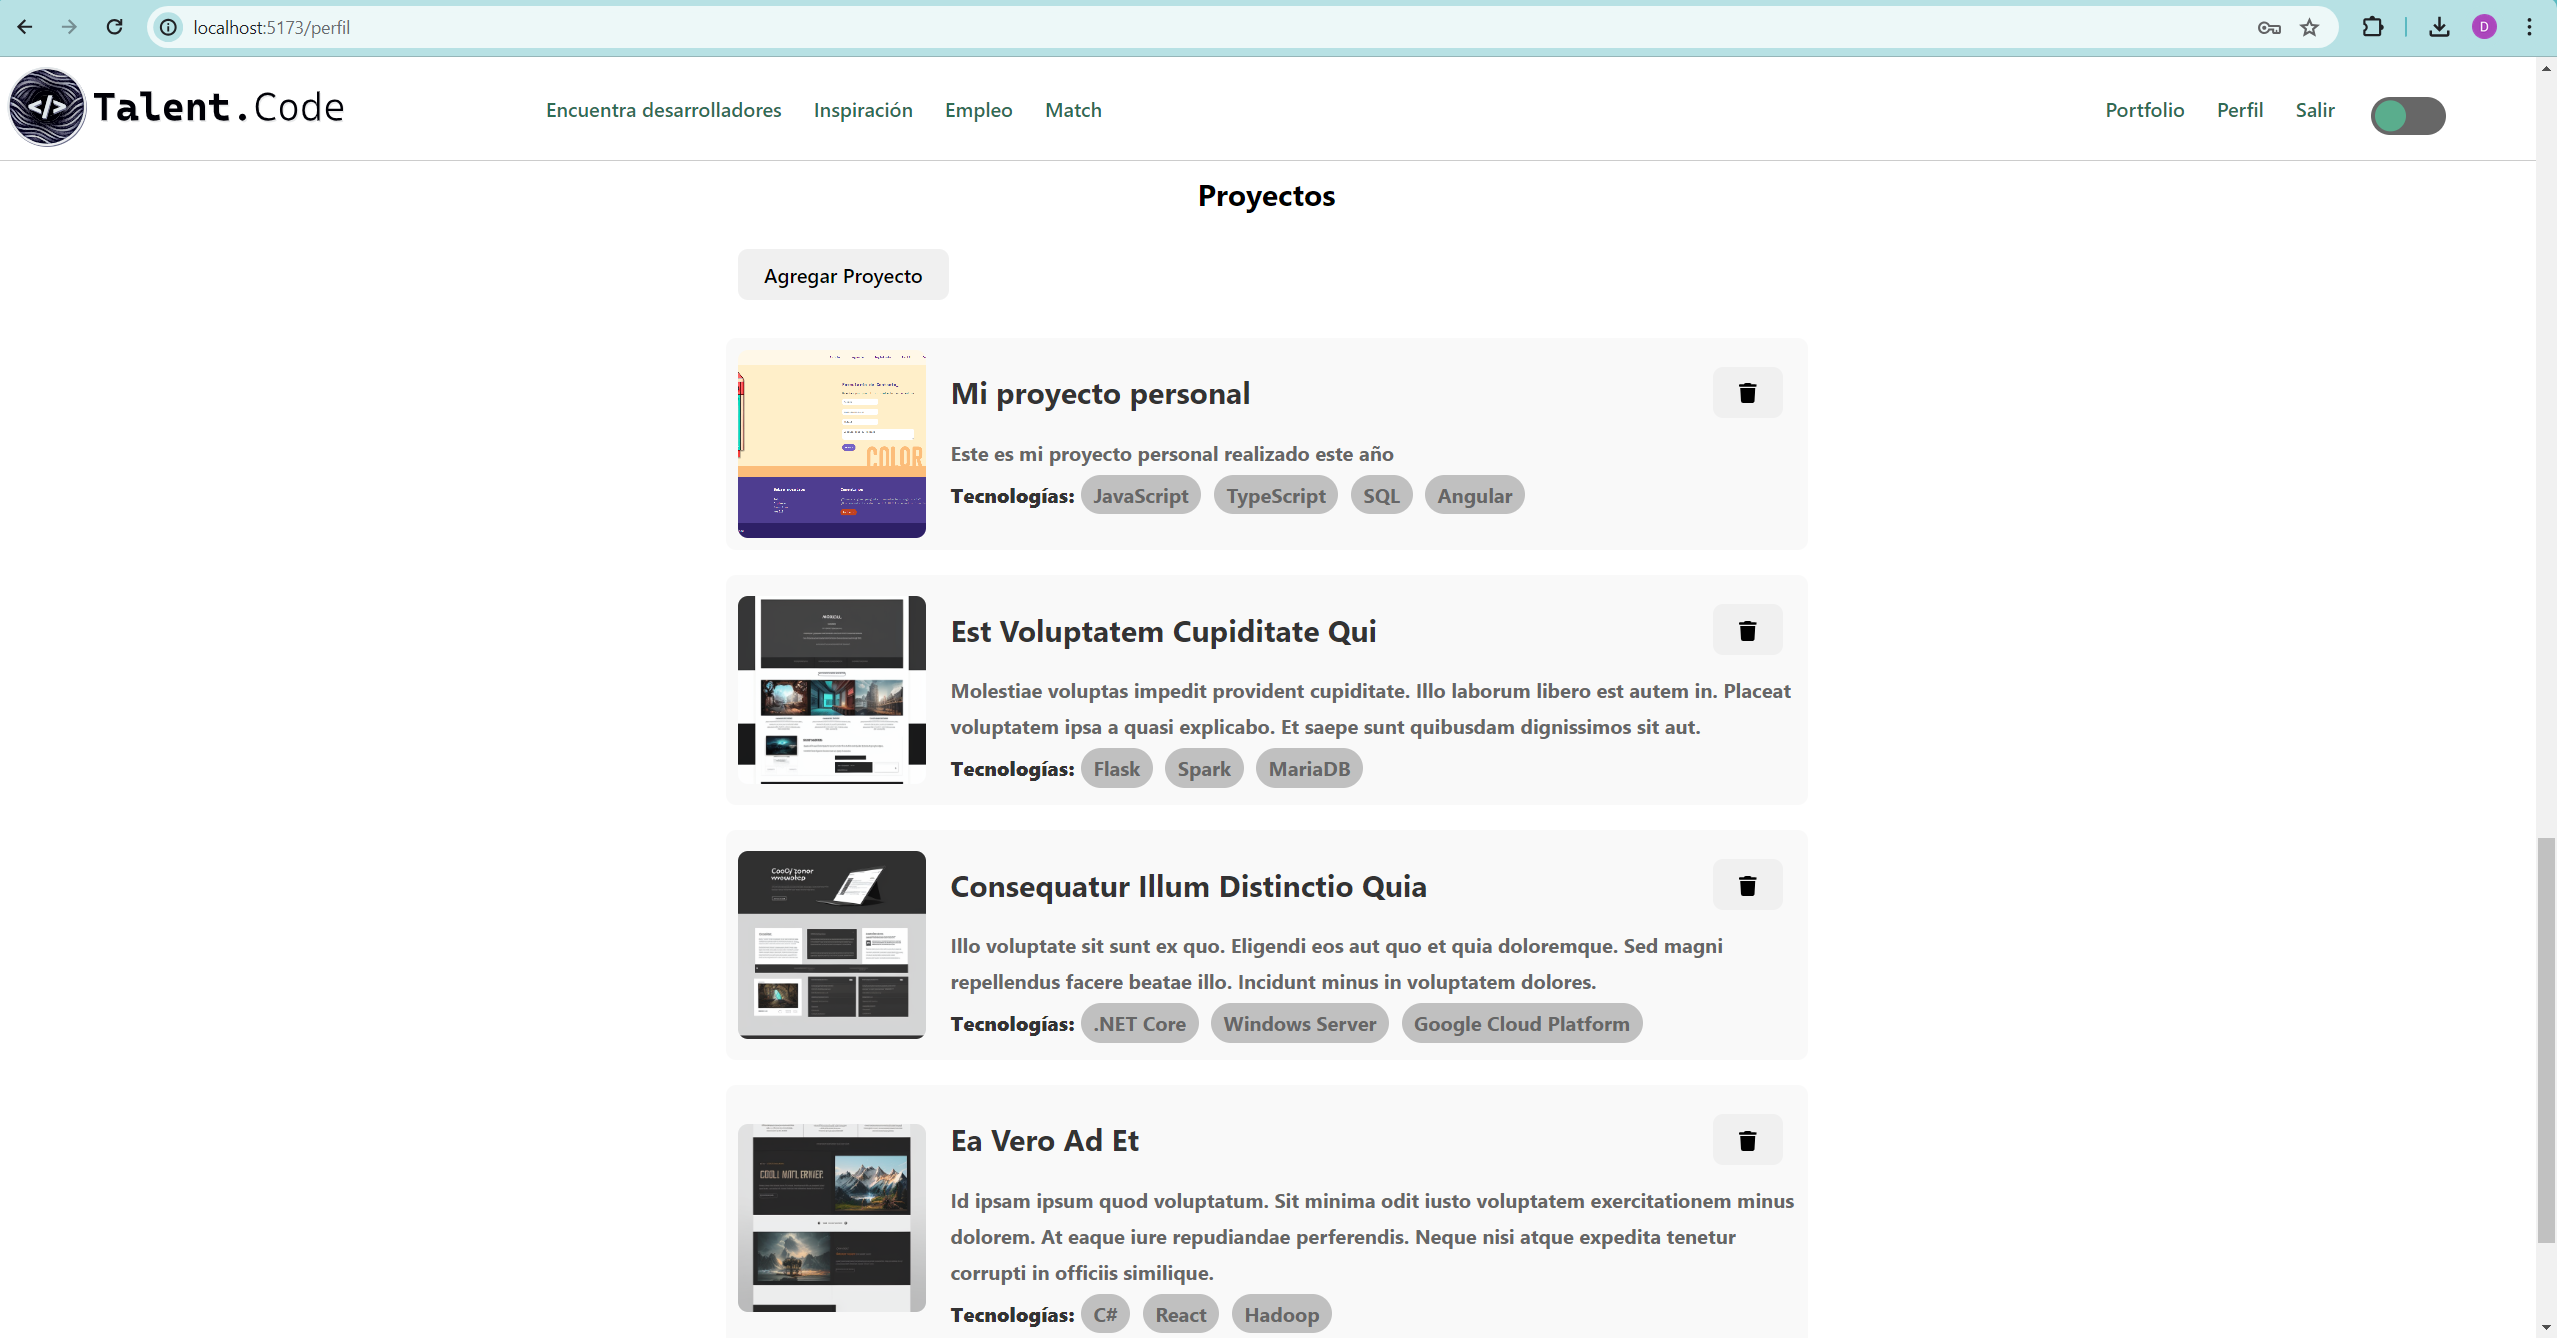 localhost:5173/perfil
D
</>
Talent.Code
Encuentra desarrolladores
Inspiración
Empleo
Match
Portfolio
Perfil
Salir
Proyectos
Agregar Proyecto
Mi proyecto personal
Este es mi proyecto personal realizado este año
Tecnologías: JavaScript TypeScript SQL Angular
COLOR
Est Voluptatem Cupiditate Qui
Molestiae voluptas impedit provident cupiditate. Illo laborum libero est autem in. Placeat
voluptatem ipsa a quasi explicabo. Et saepe sunt quibusdam dignissimos sit aut.
Tecnologías: Flask Spark MariaDB
Consequatur Illum Distinctio Quia
Illo voluptate sit sunt ex quo. Eligendi eos aut quo et quia doloremque. Sed magni
repellendus facere beatae illo. Incidunt minus in voluptatem dolores.
Tecnologías: .NET Core Windows Server Google Cloud Platform
Ea Vero Ad Et
Id ipsam ipsum quod voluptatum. Sit minima odit iusto voluptatem exercitationem minus
dolorem. At eaque iure repudiandae perferendis. Neque nisi atque expedita tenetur
corrupti in officiis similique.
Tecnologías: C# React Hadoop